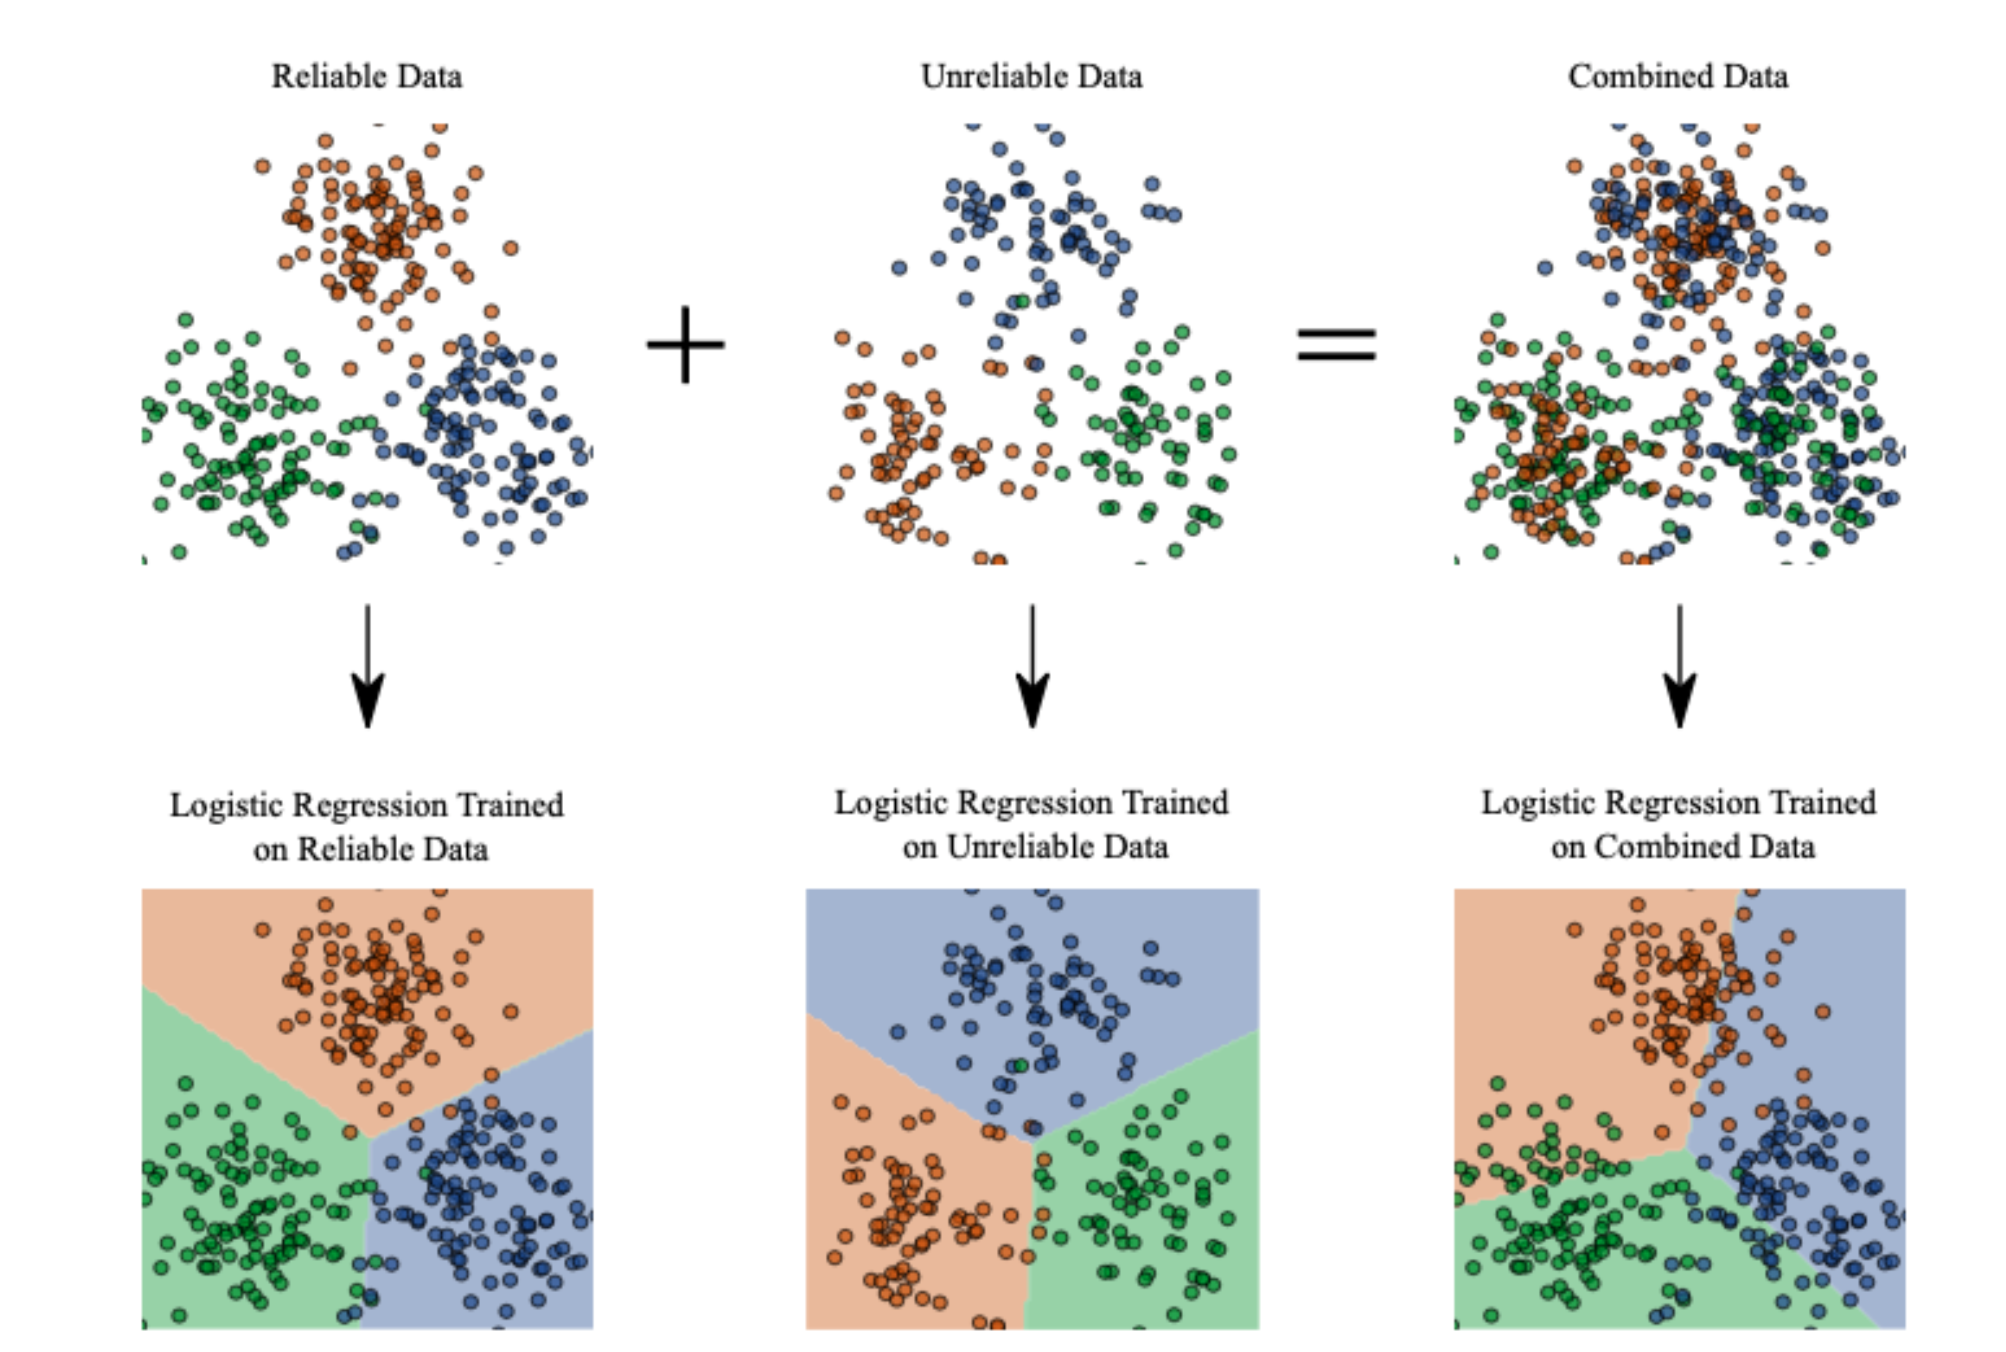 Reliable Data
Unreliable Data
Combined Data
+
=
Logistic Regression Trained
on Reliable Data
Logistic Regression Trained
on Unreliable Data
Logistic Regression Trained
on Combined Data